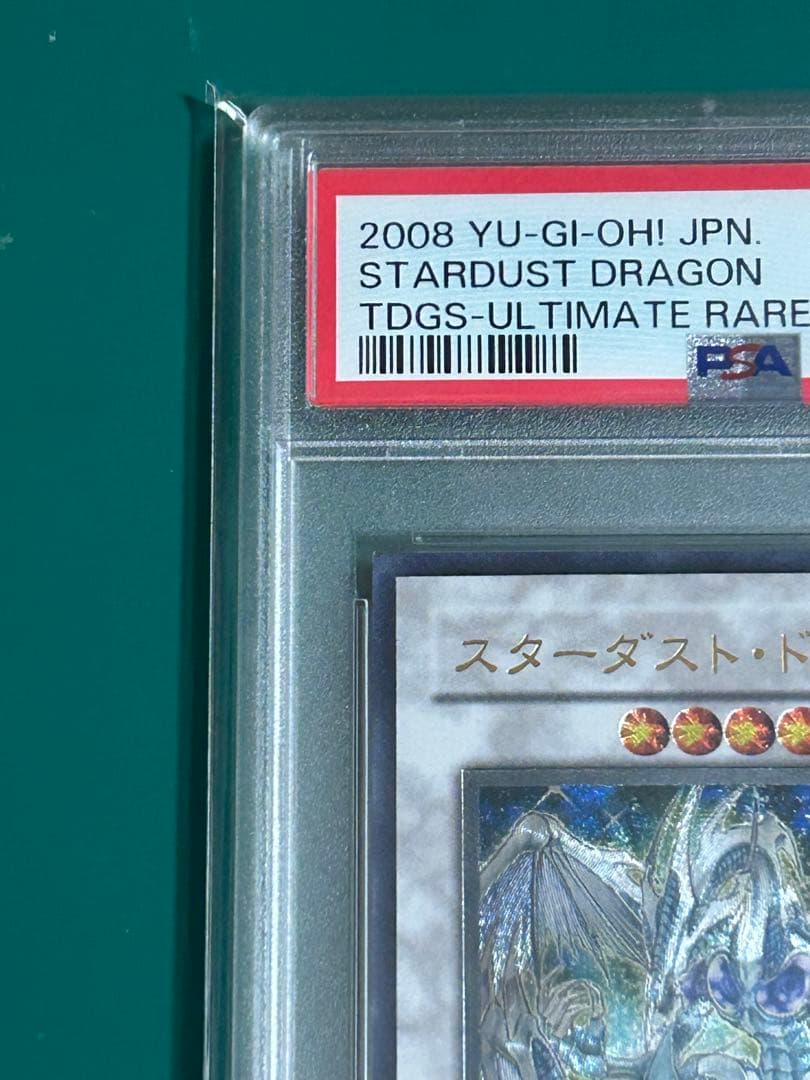 2008 YU-GI-OH! JPN.
STARDUST DRAGON
TDGS-ULTIMATE RARE
PSA
スターダスト・ド